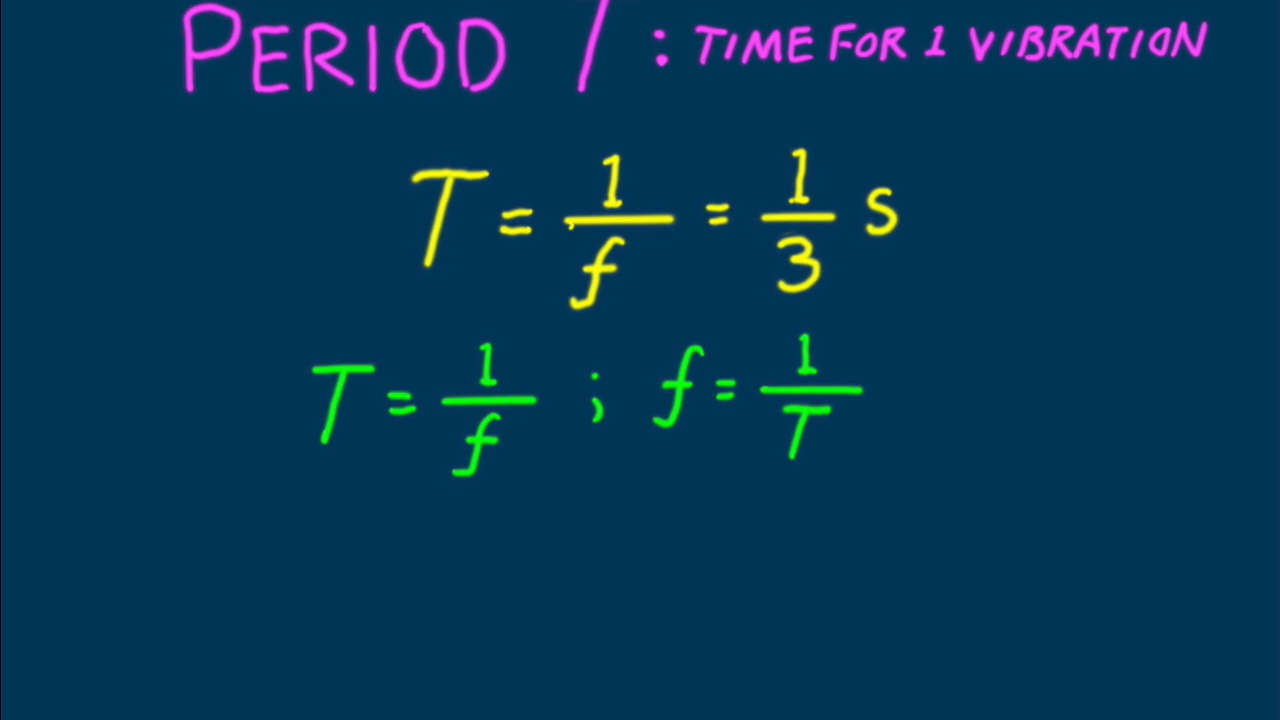 PERIOD T : TIME FOR 1 VIBRATION
T = 1/f = 1/3 s
T = 1/f ; f = 1/T